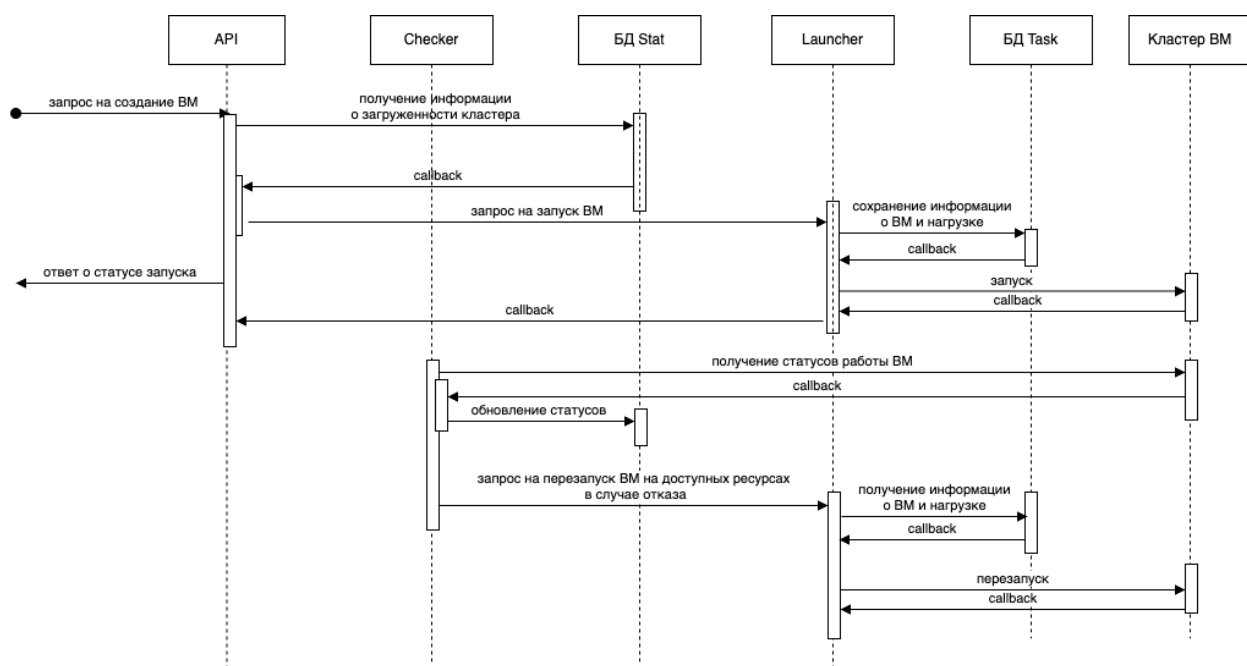 API
Checker
БД Stat
Launcher
БД Task
Кластер ВМ
запрос на создание ВМ
получение информации
о загруженности кластера
callback
запрос на запуск ВМ
сохранение информации
о ВМ и нагрузке
callback
ответ о статусе запуска
запуск
callback
callback
получение статусов работы ВМ
callback
обновление статусов
запрос на перезапуск ВМ на доступных ресурсах
в случае отказа
получение информации
о ВМ и нагрузке
callback
перезапуск
callback